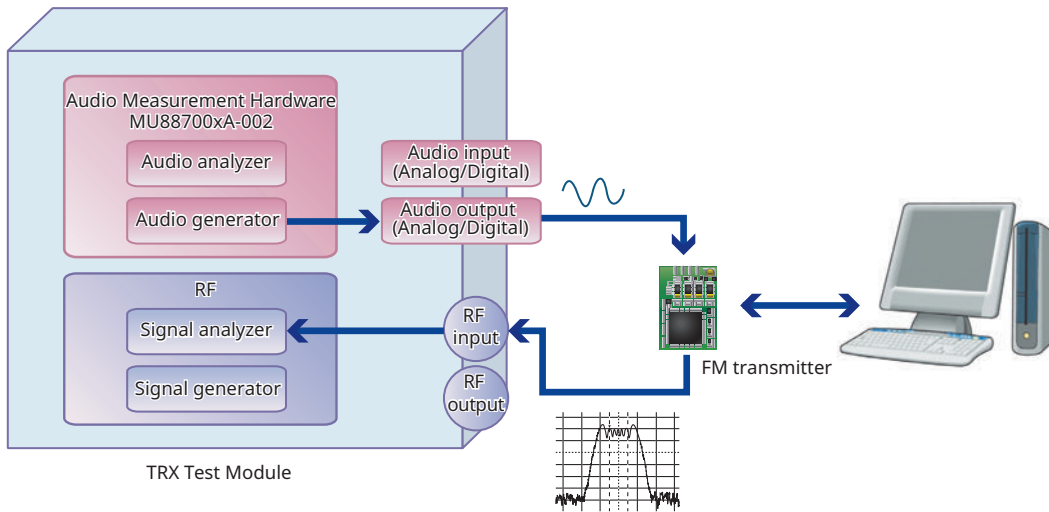 Audio Measurement Hardware
MU88700xA-002
Audio analyzer
Audio generator
Audio input
(Analog/Digital)
Audio output
(Analog/Digital)
RF
Signal analyzer
Signal generator
RF
input
RF
output
FM transmitter
TRX Test Module